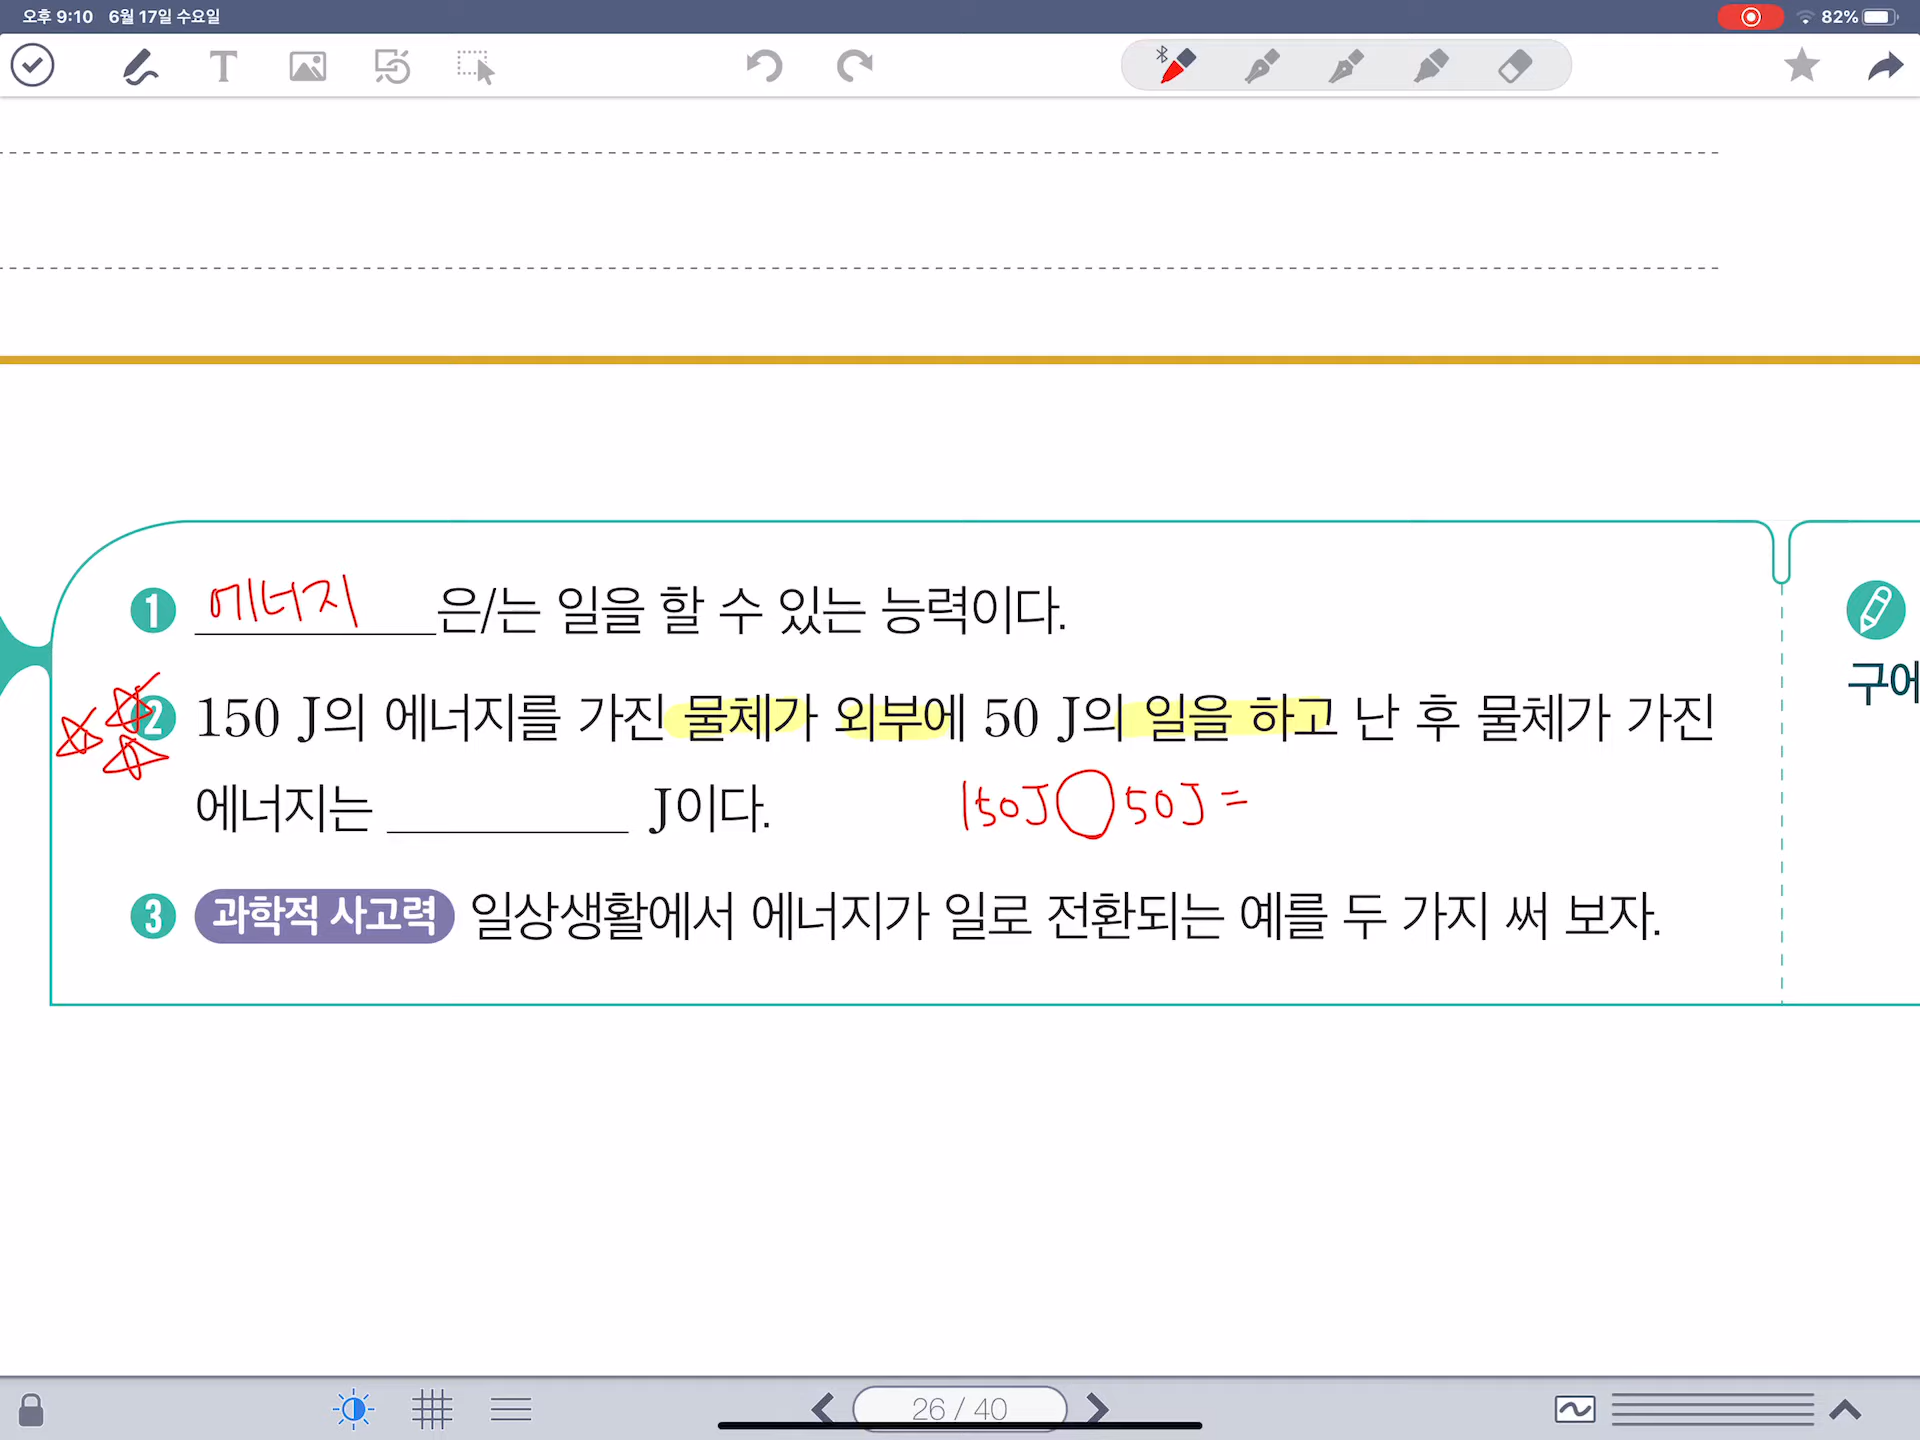 오후 9:10 6월 17일 수요일 82%
T
1 에너지 은/는 일을 할 수 있는 능력이다.
2 150 J의 에너지를 가진 물체가 외부에 50 J의 일을 하고 난 후 물체가 가진
구에
에너지는 J이다. 150J 50J =
3 과학적 사고력 일상생활에서 에너지가 일로 전환되는 예를 두 가지 써 보자.
26 / 40